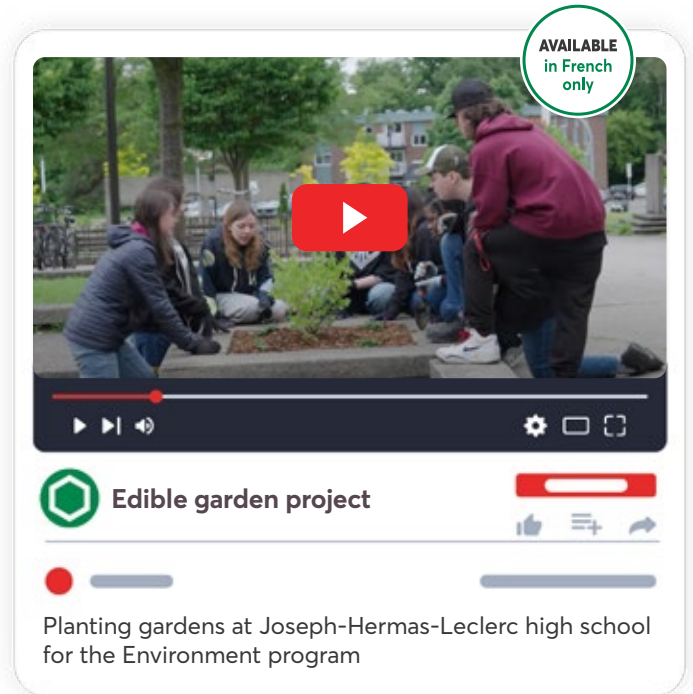 AVAILABLE
in French
only
Edible garden project
Planting gardens at Joseph-Hermas-Leclerc high school
for the Environment program